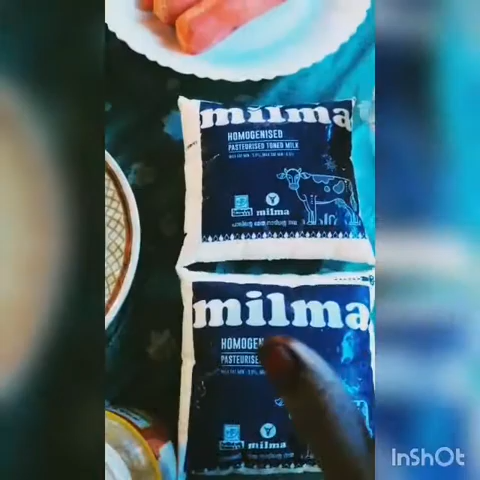 milma
HOMOGENISED
PASTEURISED TONED MILK
milma
milma
HOMOGEN
PASTEURISE
milma
InShOt